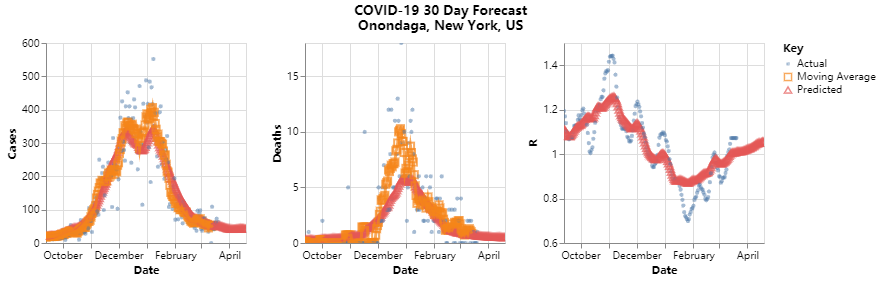 COVID-19 30 Day Forecast
Onondaga, New York, US
Key
Actual
Moving Average
Predicted
Cases
600
500
400
300
200
100
0
October December February April
Date
Deaths
15
10
5
0
October December February April
Date
R
1.4
1.2
1
0.8
0.6
October December February April
Date